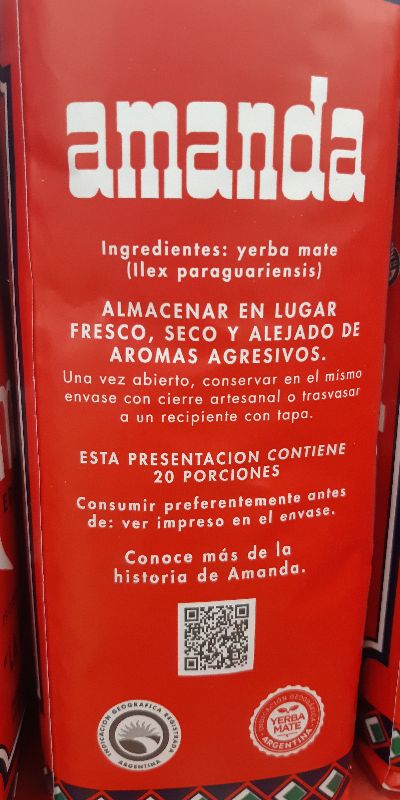 amanda
Ingredientes: yerba mate
(Ilex paraguariensis)
ALMACENAR EN LUGAR
FRESCO, SECO Y ALEJADO DE
AROMAS AGRESIVOS.
Una vez abierto, conservar en el mismo
envase con cierre artesanal o trasvasar
a un recipiente con tapa.
ESTA PRESENTACION CONTIENE
20 PORCIONES
Consumir preferentemente antes
de: ver impreso en el envase.
Conoce más de la
historia de Amanda.
INDICACION GEOGRAFICA REGISTRADA
ARGENTINA
INDICACIÓN GEOGRÁFICA
YERBA
MATE
ARGENTINA